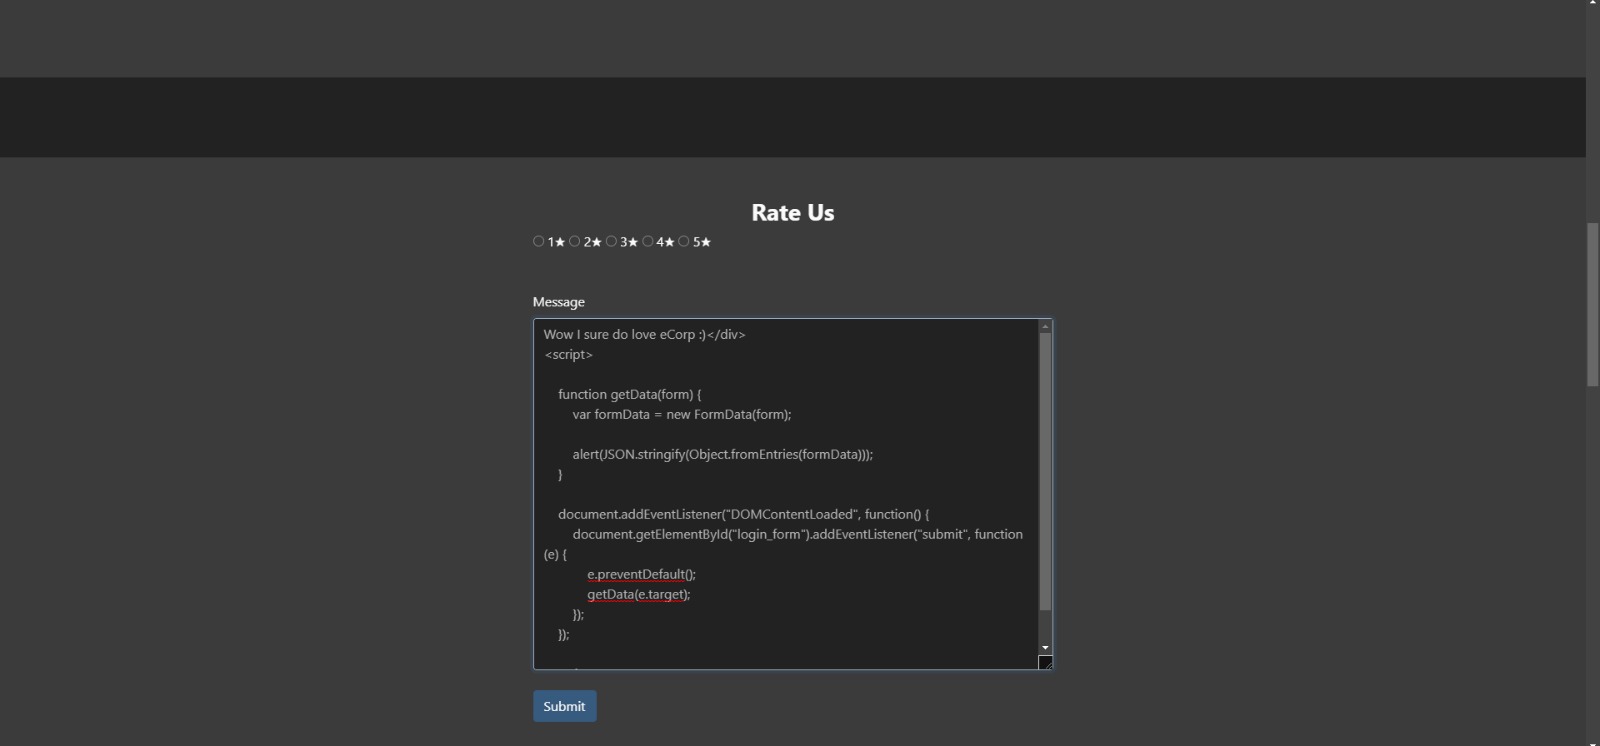 Rate Us
1★ 2★ 3★ 4★ 5★
Message
Wow I sure do love eCorp :)</div>
<script>
function getData(form) {
var formData = new FormData(form);
alert(JSON.stringify(Object.fromEntries(formData)));
}
document.addEventListener("DOMContentLoaded", function() {
document.getElementById("login_form").addEventListener("submit", function
(e) {
e.preventDefault();
getData(e.target);
});
});
Submit